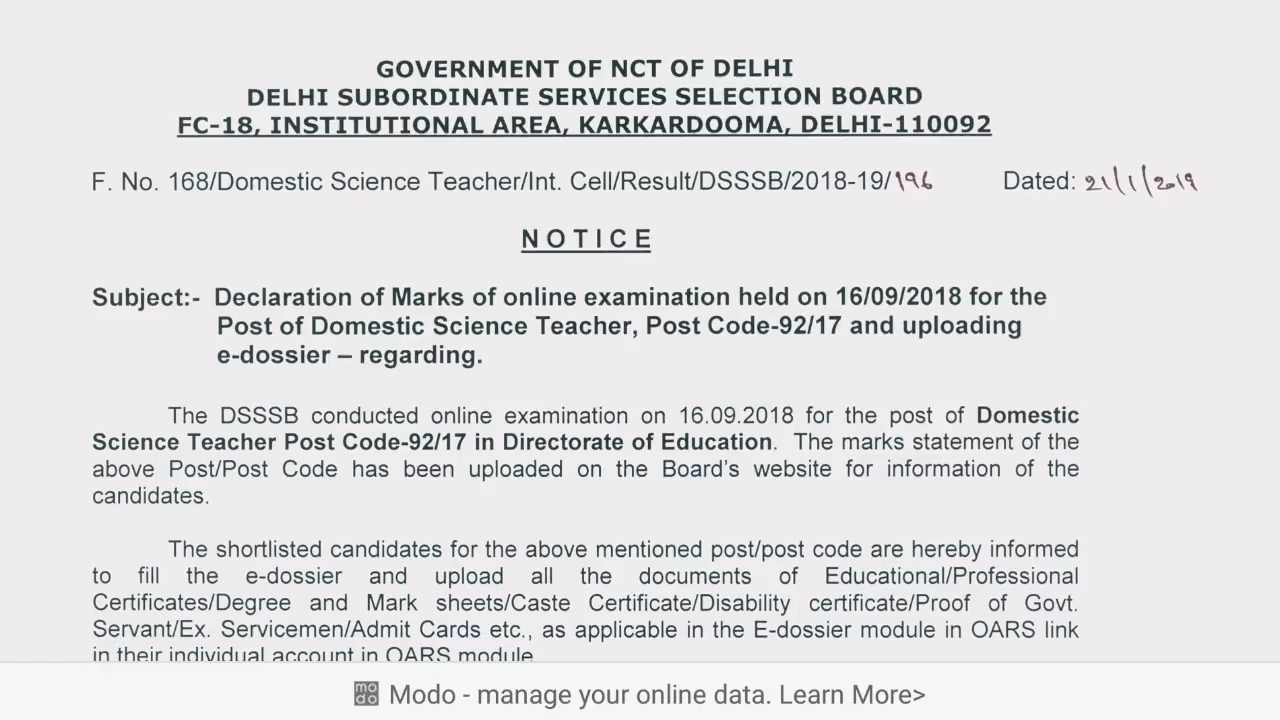 GOVERNMENT OF NCT OF DELHI
DELHI SUBORDINATE SERVICES SELECTION BOARD
FC-18, INSTITUTIONAL AREA, KARKARDOOMA, DELHI-110092
F. No. 168/Domestic Science Teacher/Int. Cell/Result/DSSSB/2018-19/196 Dated: 21/1/2019
N O T I C E
Subject:- Declaration of Marks of online examination held on 16/09/2018 for the
Post of Domestic Science Teacher, Post Code-92/17 and uploading
e-dossier – regarding.
The DSSSB conducted online examination on 16.09.2018 for the post of Domestic
Science Teacher Post Code-92/17 in Directorate of Education. The marks statement of the
above Post/Post Code has been uploaded on the Board's website for information of the
candidates.
The shortlisted candidates for the above mentioned post/post code are hereby informed
to fill the e-dossier and upload all the documents of Educational/Professional
Certificates/Degree and Mark sheets/Caste Certificate/Disability certificate/Proof of Govt.
Servant/Ex. Servicemen/Admit Cards etc., as applicable in the E-dossier module in OARS link
in their individual account in OARS module
modo Modo - manage your online data. Learn More>